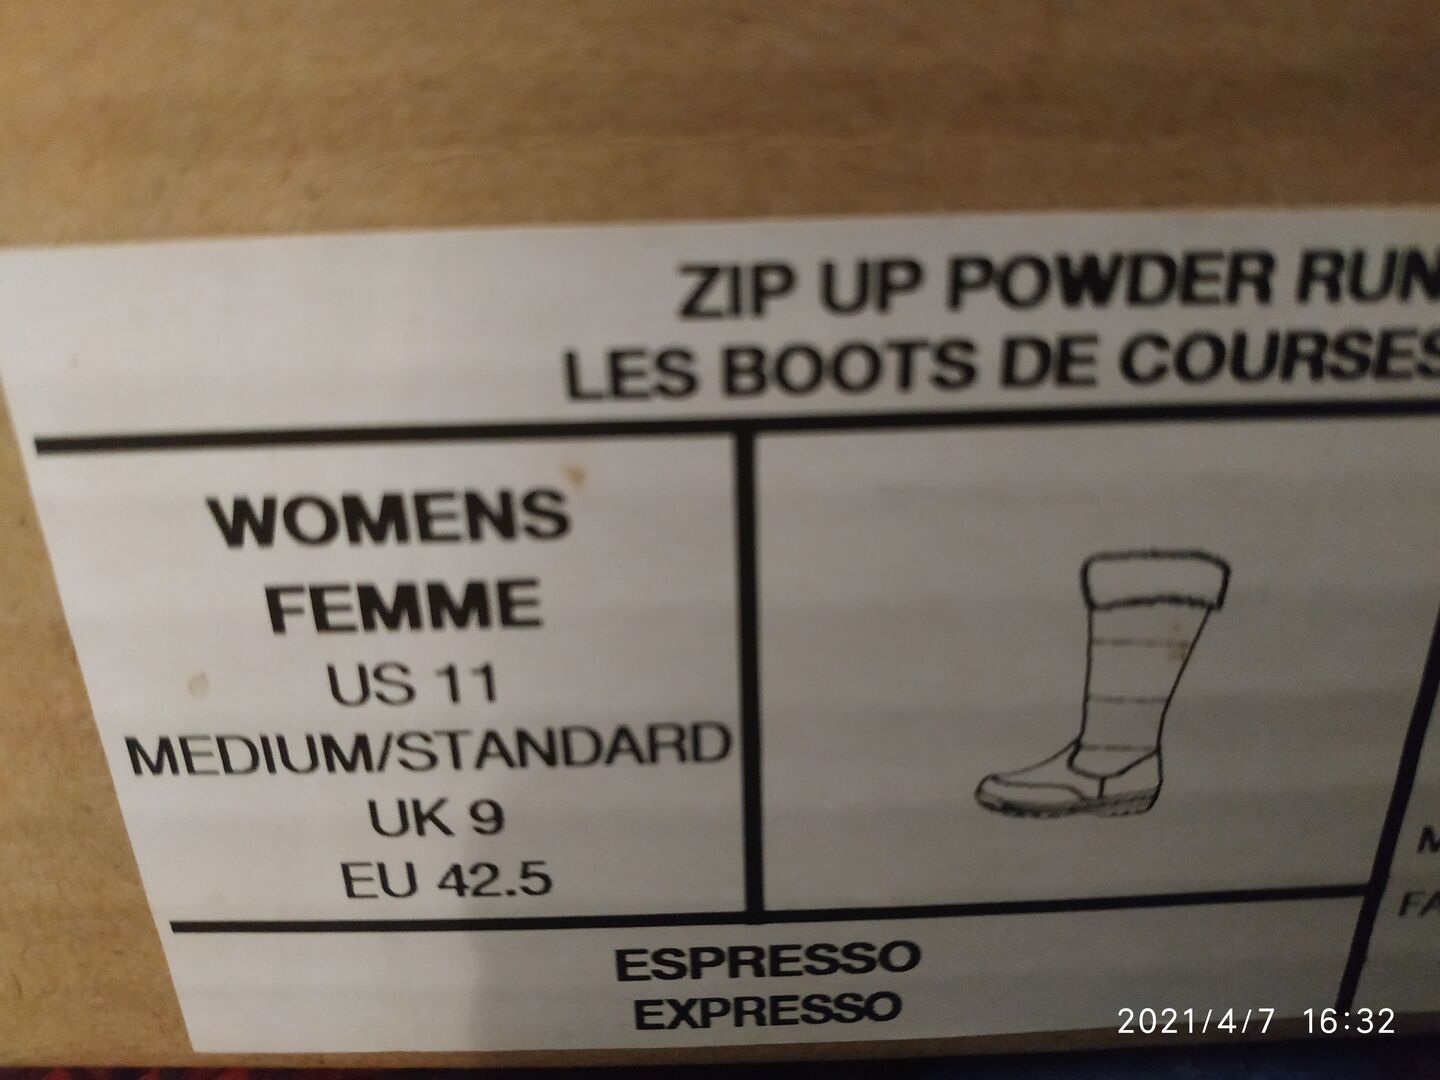 ZIP UP POWDER RUN
LES BOOTS DE COURSES
WOMENS
FEMME
US 11
MEDIUM/STANDARD
UK 9
EU 42.5
ESPRESSO
EXPRESSO
2021/4/7 16:32